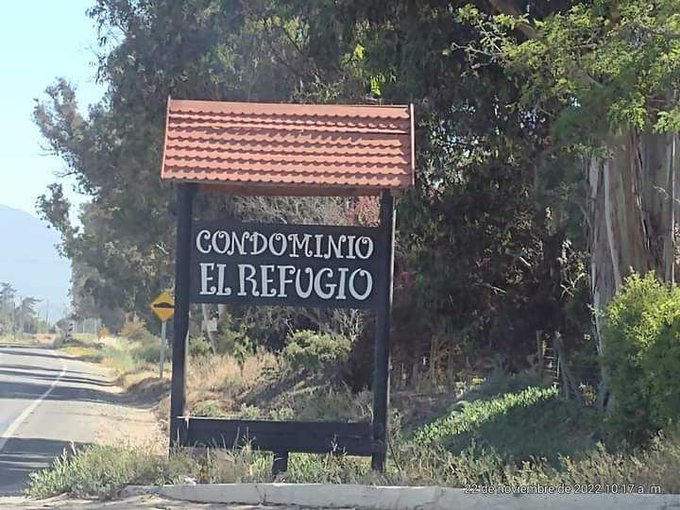 CONDOMINIO
EL REFUGIO
22 de noviembre de 2022 10:17 a. m.